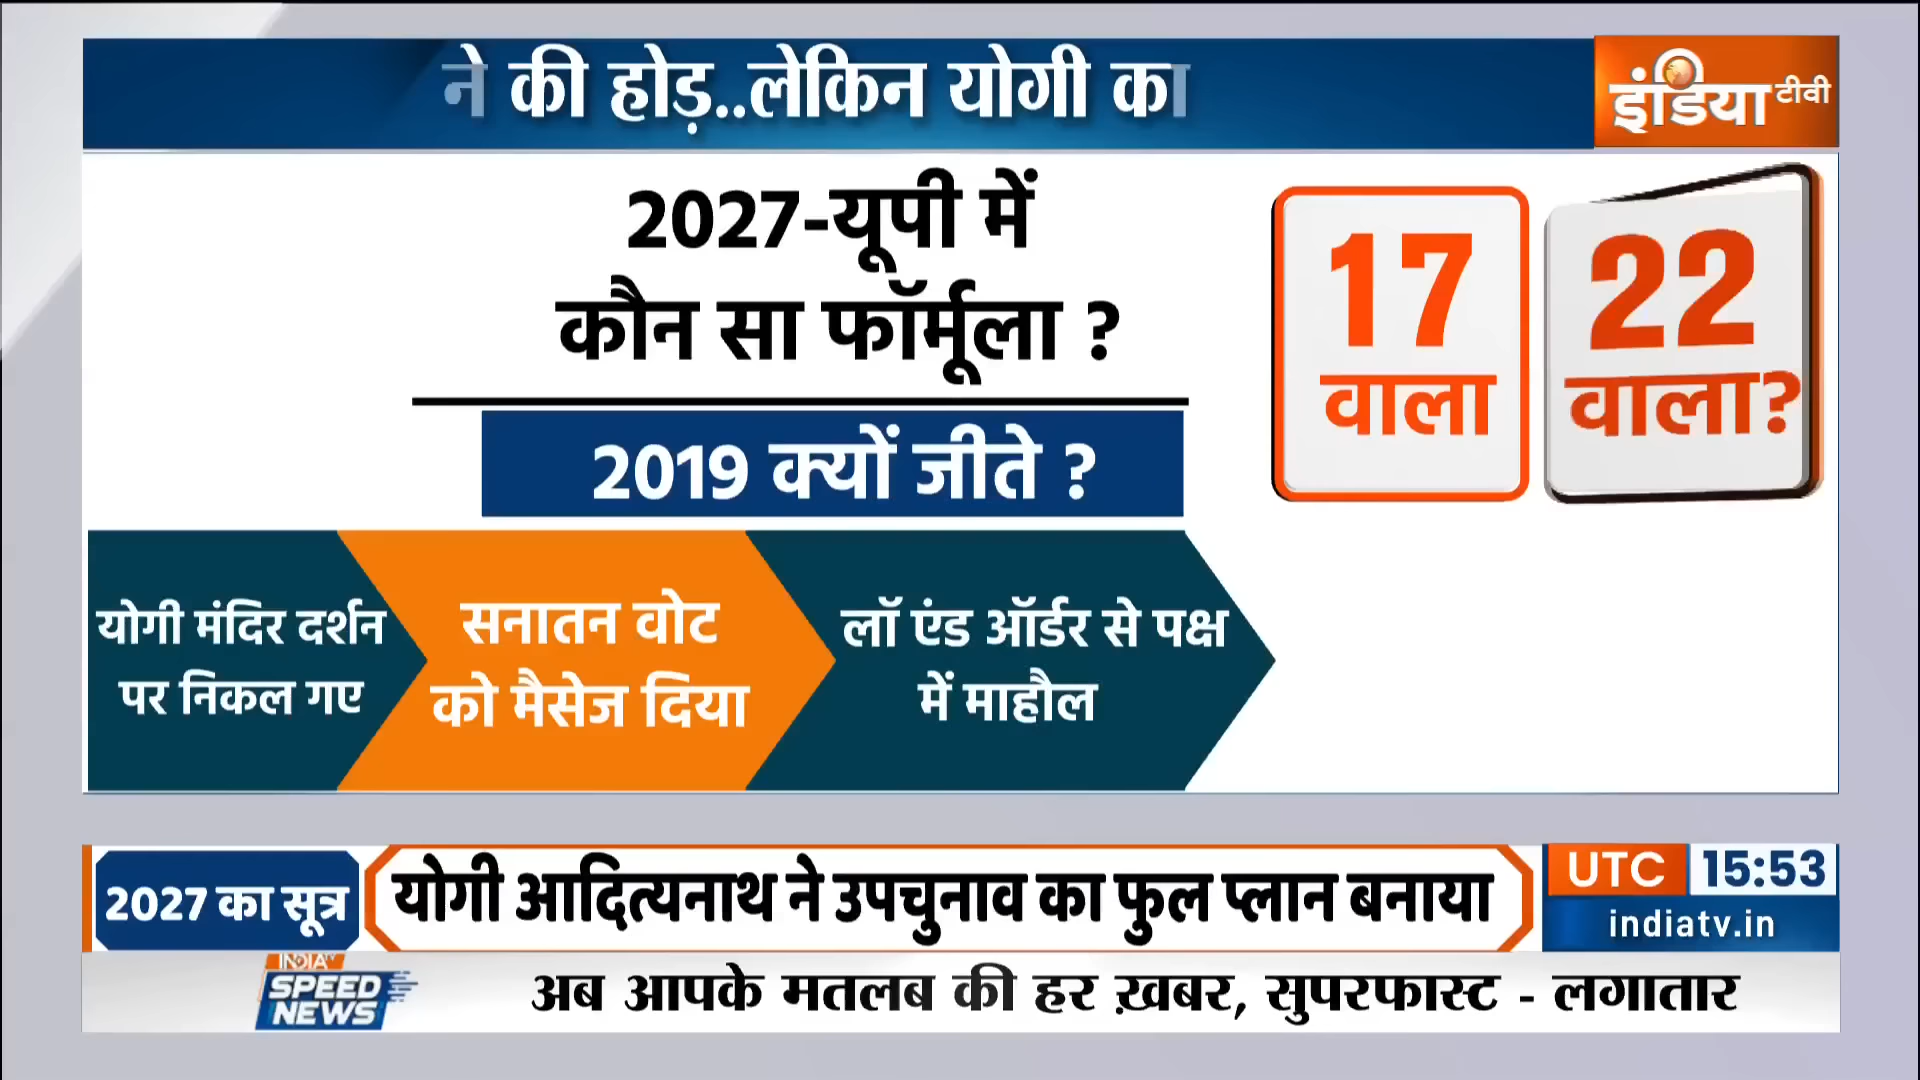 ने की होड़..लेकिन योगी का
इंडिया टीवी
2027-यूपी में
कौन सा फॉर्मूला ?
17
वाला
22
वाला?
2019 क्यों जीते ?
योगी मंदिर दर्शन
पर निकल गए
सनातन वोट
को मैसेज दिया
लॉ एंड ऑर्डर से पक्ष
में माहौल
2027 का सूत्र
योगी आदित्यनाथ ने उपचुनाव का फुल प्लान बनाया
UTC 15:53
indiatv.in
INDIA TV
SPEED
NEWS
अब आपके मतलब की हर ख़बर, सुपरफास्ट - लगातार